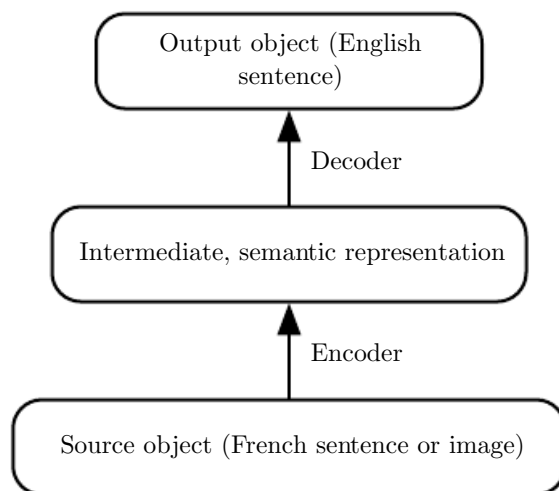 Output object (English
sentence)
Decoder
Intermediate, semantic representation
Encoder
Source object (French sentence or image)